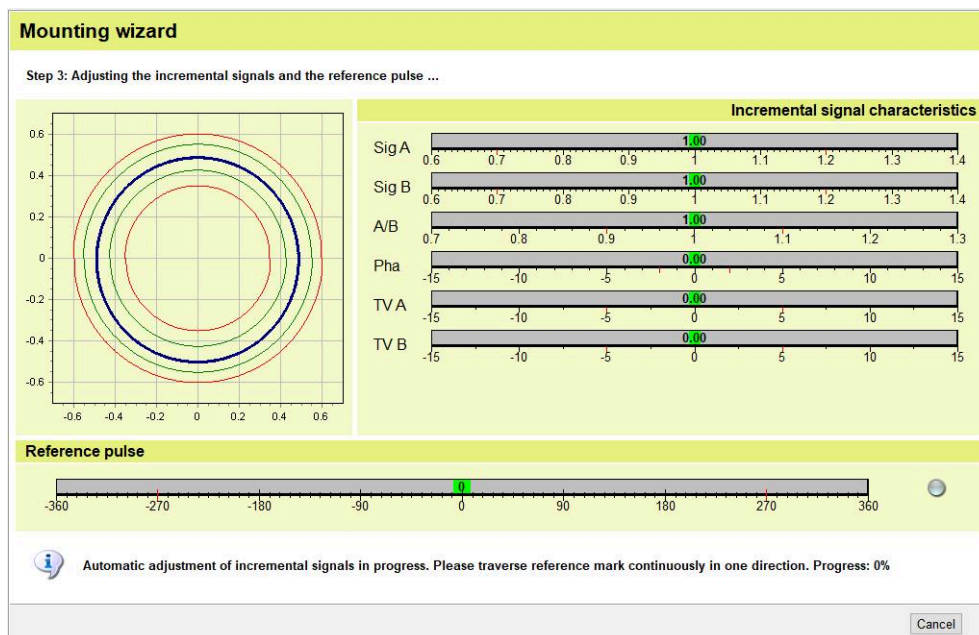 Mounting wizard
Step 3: Adjusting the incremental signals and the reference pulse ...
Incremental signal characteristics
0.6
0.4
0.2
0
-0.2
-0.4
-0.6
-0.6 -0.4 -0.2 0 0.2 0.4 0.6
Sig A 1.00
0.6 0.7 0.8 0.9 1 1.1 1.2 1.3 1.4
Sig B 1.00
0.6 0.7 0.8 0.9 1 1.1 1.2 1.3 1.4
A/B 1.00
0.7 0.8 0.9 1 1.1 1.2 1.3
Pha 0.00
-15 -10 -5 0 5 10 15
TV A 0.00
-15 -10 -5 0 5 10 15
TV B 0.00
-15 -10 -5 0 5 10 15
Reference pulse
0
-360 -270 -180 -90 0 90 180 270 360
Automatic adjustment of incremental signals in progress. Please traverse reference mark continuously in one direction. Progress: 0%
Cancel